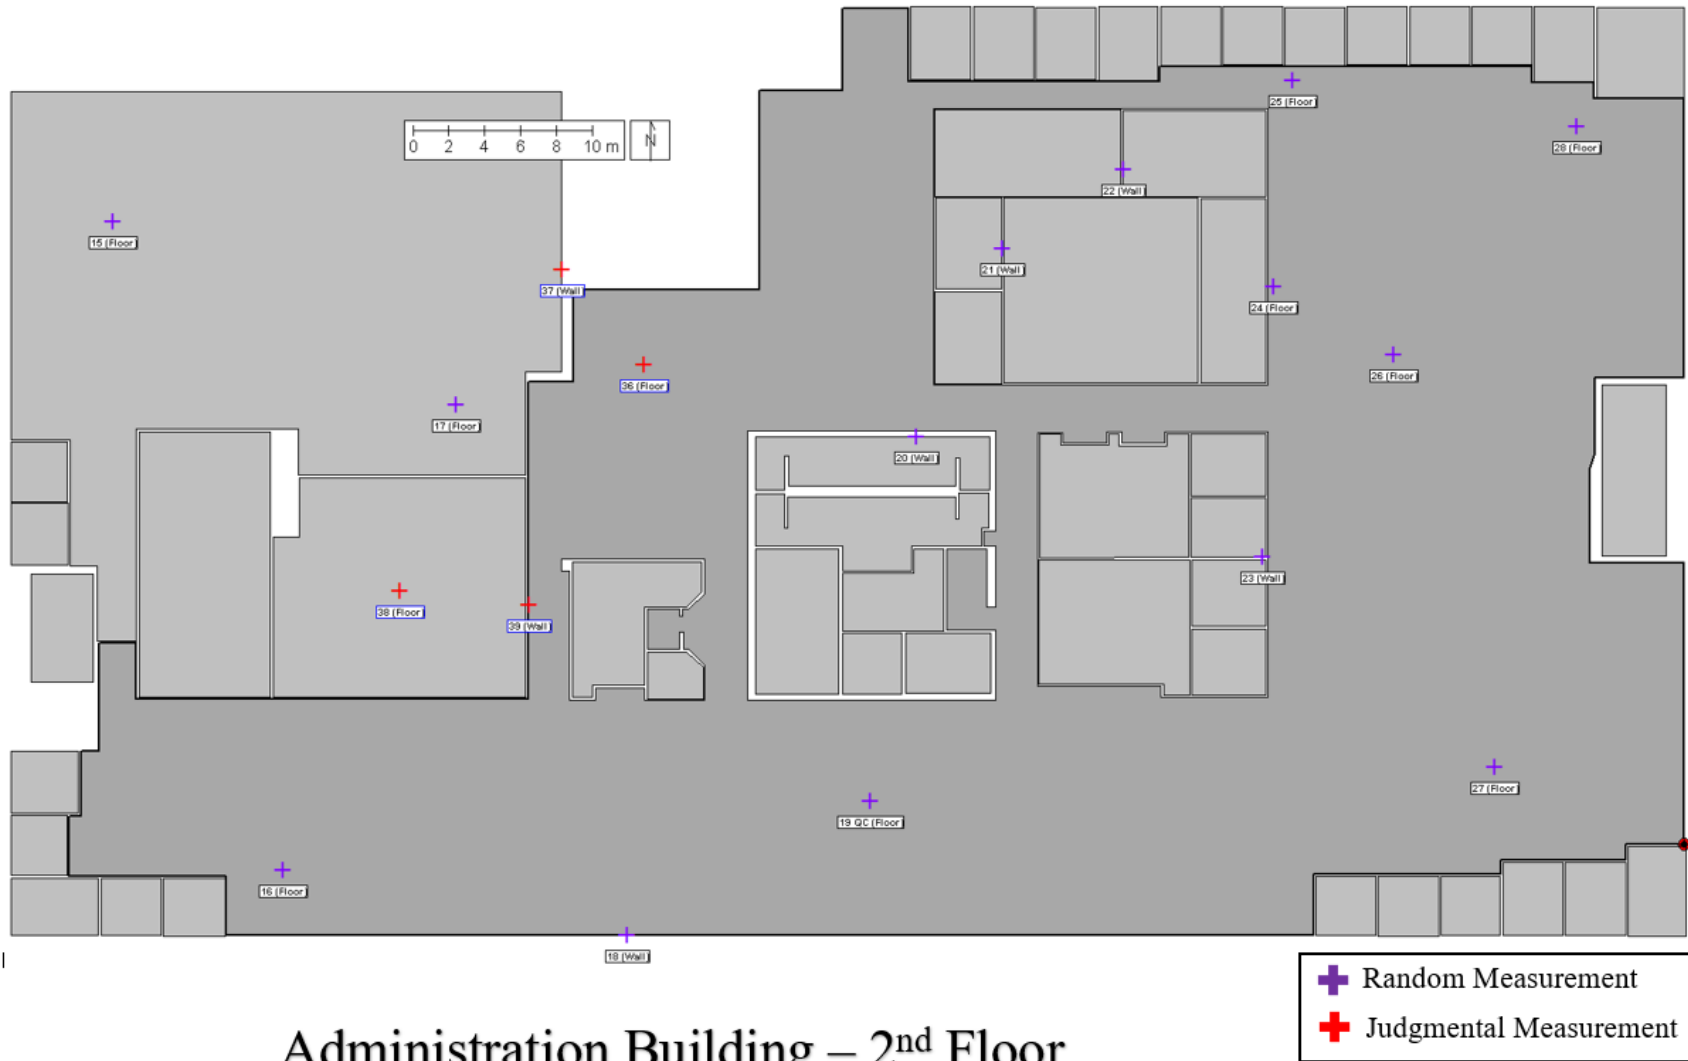 25 (Floor)
0 2 4 6 8 10 m
N
28 (Floor)
22 (Wall)
15 (Floor)
21 (Wall)
37 (Wall)
24 (Floor)
36 (Floor)
26 (Floor)
17 (Floor)
20 (Wall)
23 (Wall)
38 (Floor)
39 (Wall)
27 (Floor)
19 QC (Floor)
16 (Floor)
18 (Wall)
Random Measurement
Judgmental Measurement
Administration Building – 2nd Floor